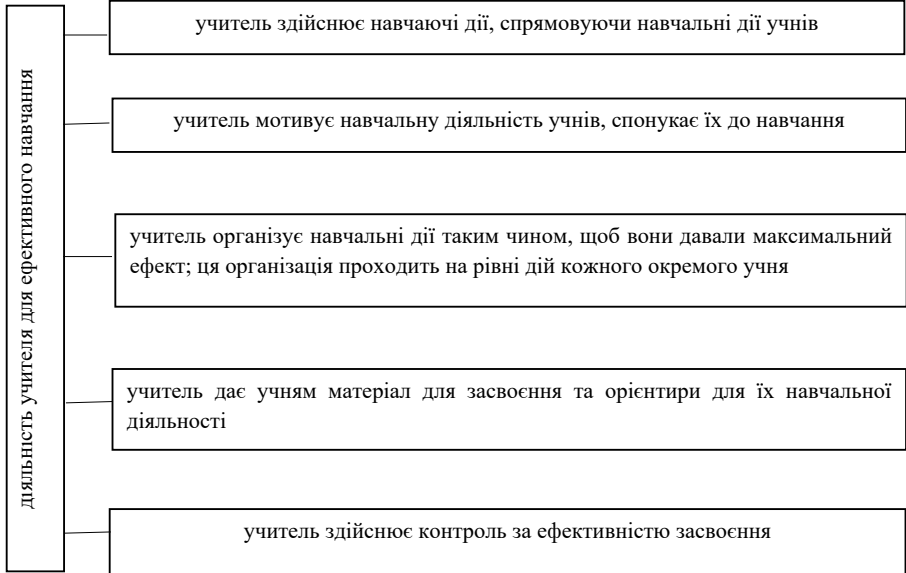 діяльність учителя для ефективного навчання
учитель здійснює навчаючі дії, спрямовуючи навчальні дії учнів
учитель мотивує навчальну діяльність учнів, спонукає їх до навчання
учитель організує навчальні дії таким чином, щоб вони давали максимальний
ефект; ця організація проходить на рівні дій кожного окремого учня
учитель дає учням матеріал для засвоєння та орієнтири для їх навчальної
діяльності
учитель здійснює контроль за ефективністю засвоєння